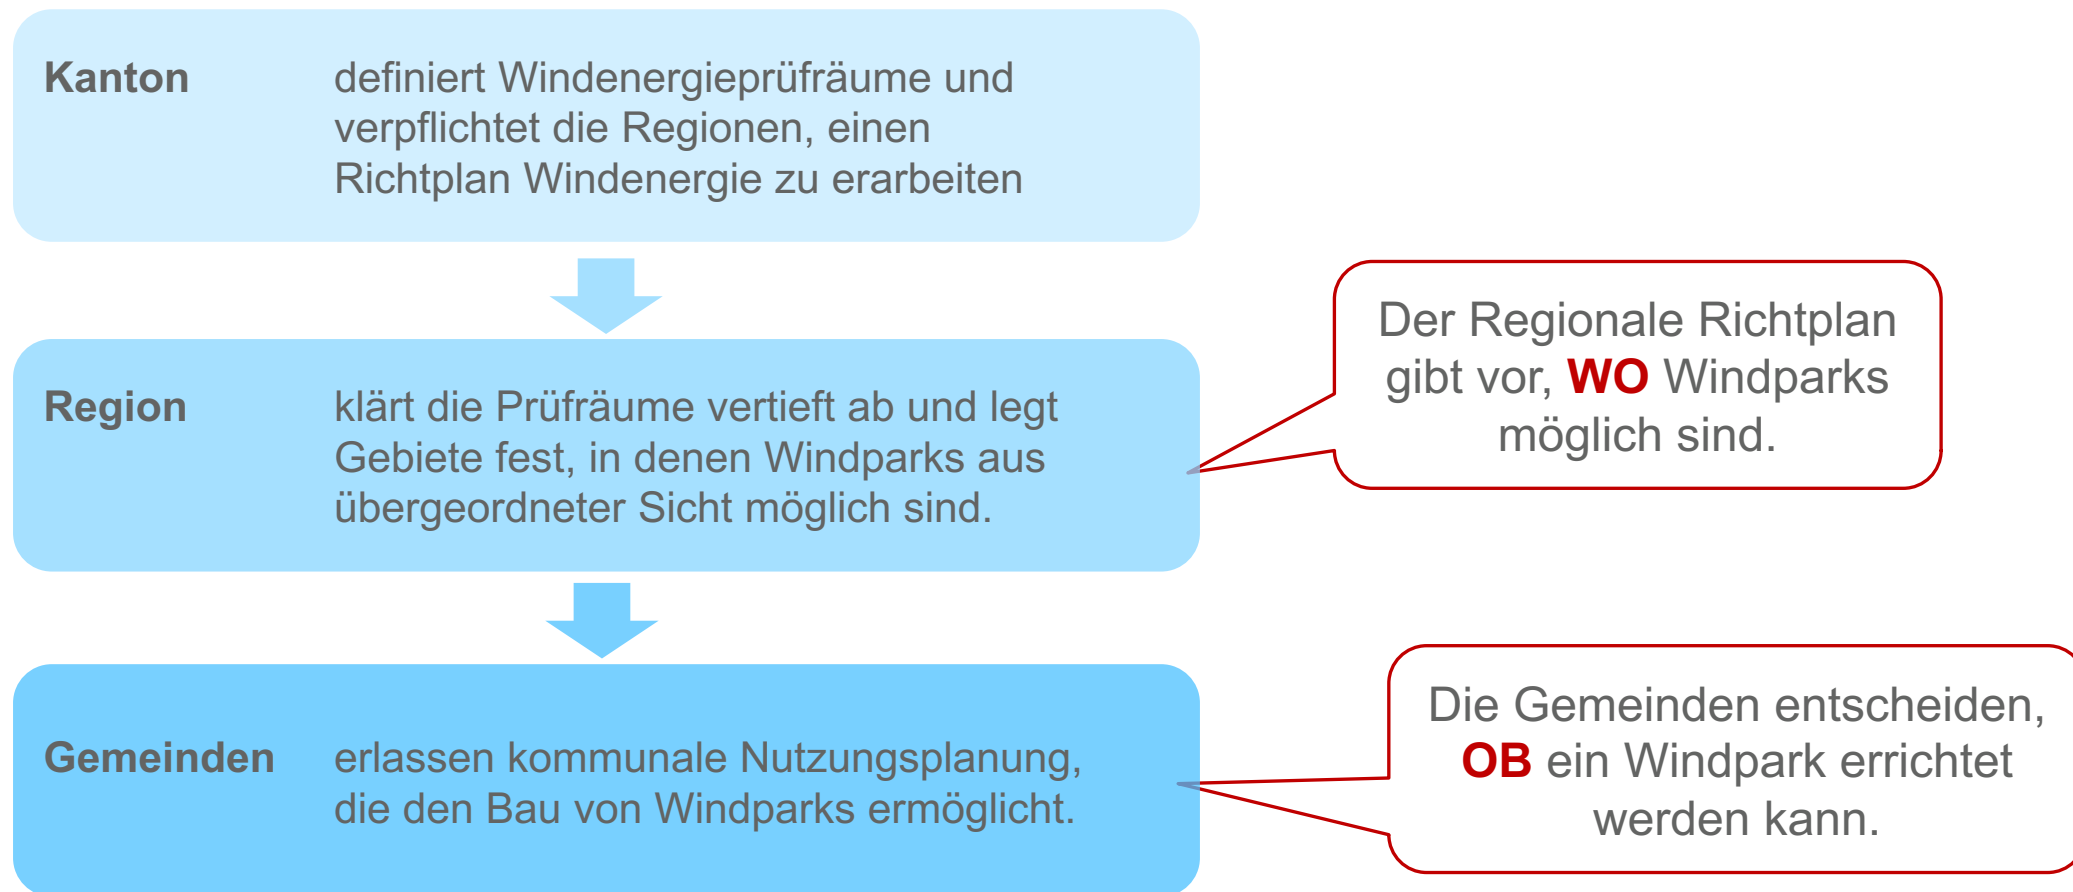 Kanton
definiert Windenergieprüfräume und
verpflichtet die Regionen, einen
Richtplan Windenergie zu erarbeiten
Region
klärt die Prüfräume vertieft ab und legt
Gebiete fest, in denen Windparks aus
übergeordneter Sicht möglich sind.
Der Regionale Richtplan
gibt vor, WO Windparks
möglich sind.
Gemeinden
erlassen kommunale Nutzungsplanung,
die den Bau von Windparks ermöglicht.
Die Gemeinden entscheiden,
OB ein Windpark errichtet
werden kann.